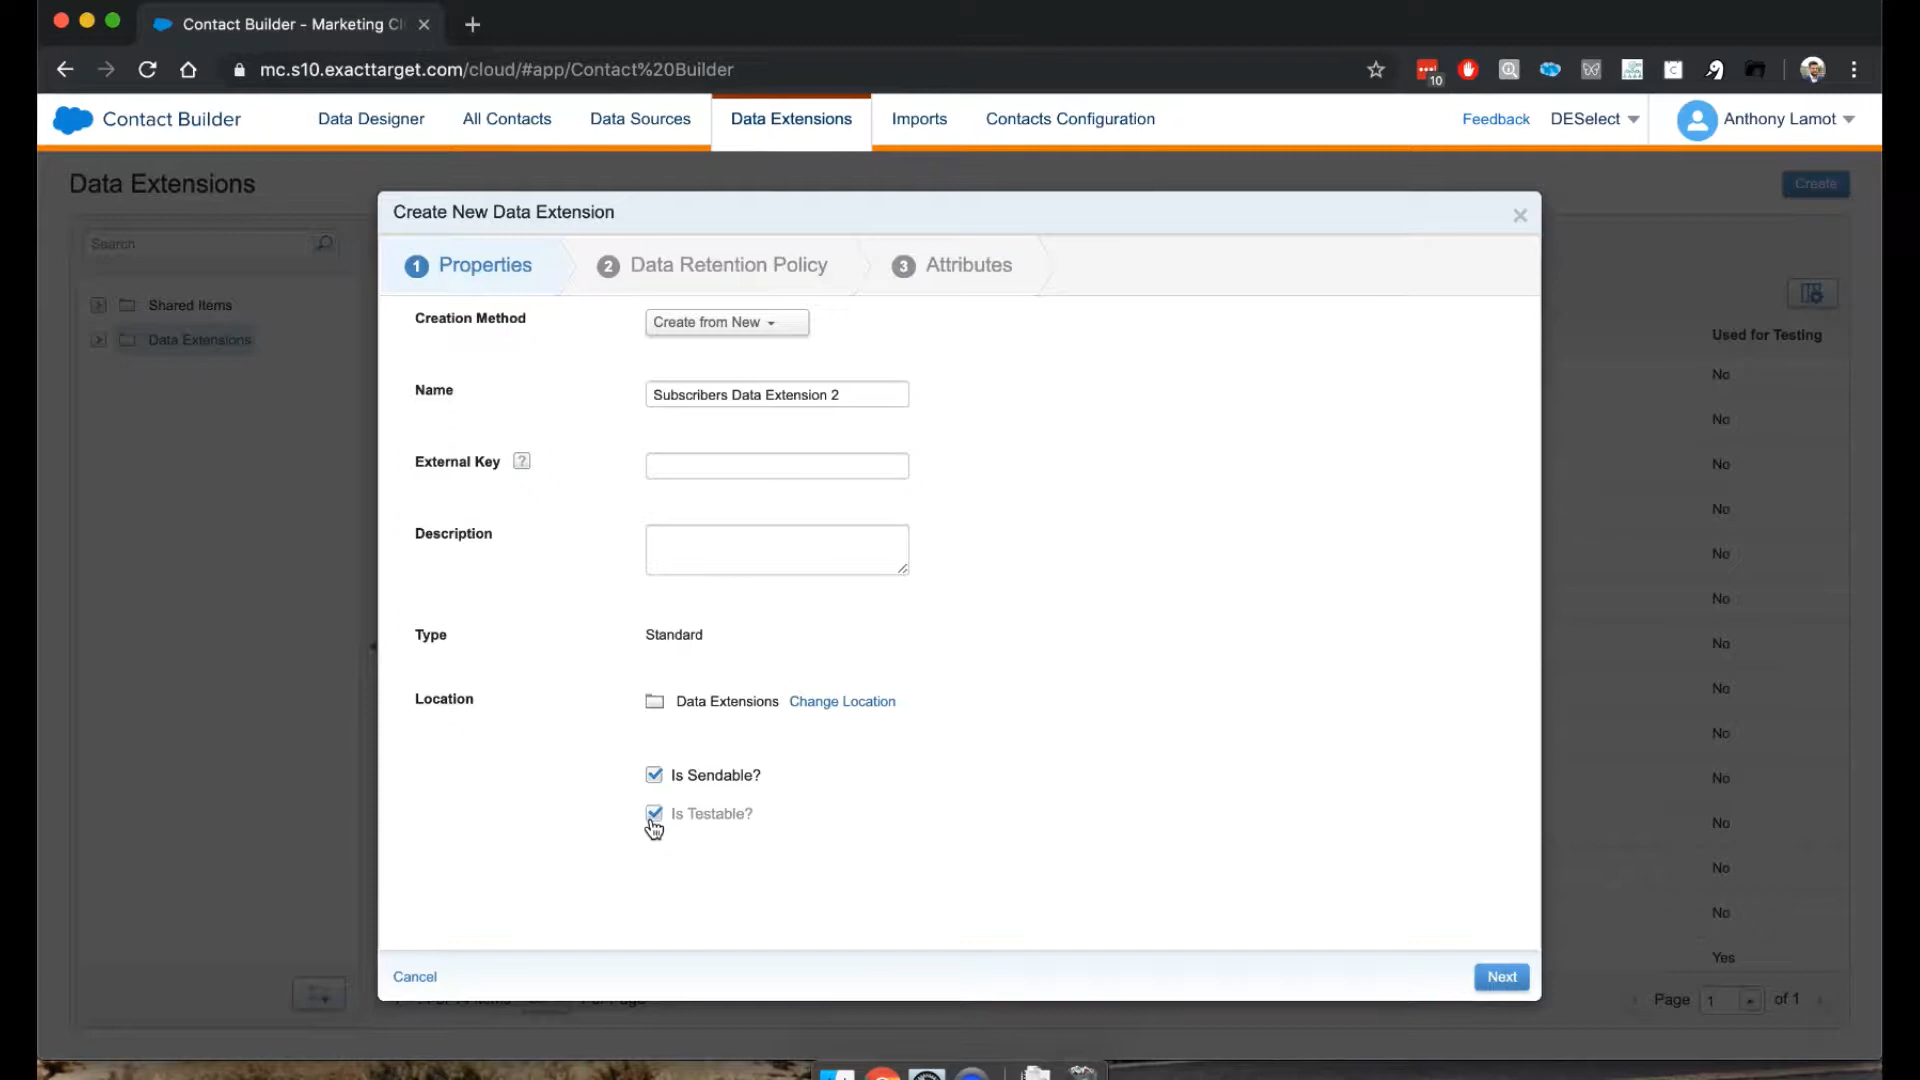 Contact Builder - Marketing Cl
mc.s10.exacttarget.com/cloud/#app/Contact%20Builder
10
Contact Builder
Data Designer
All Contacts
Data Sources
Data Extensions
Imports
Contacts Configuration
Feedback
DESelect
Anthony Lamot
Data Extensions
Create
Search
Shared Items
Data Extensions
Used for Testing
No
No
No
No
No
No
No
No
No
No
No
No
No
Yes
Page 1 of 1
Create New Data Extension
1 Properties
2 Data Retention Policy
3 Attributes
Creation Method
Create from New
Name
Subscribers Data Extension 2
External Key ?
Description
Type
Standard
Location
Data Extensions Change Location
Is Sendable?
Is Testable?
Cancel
Next